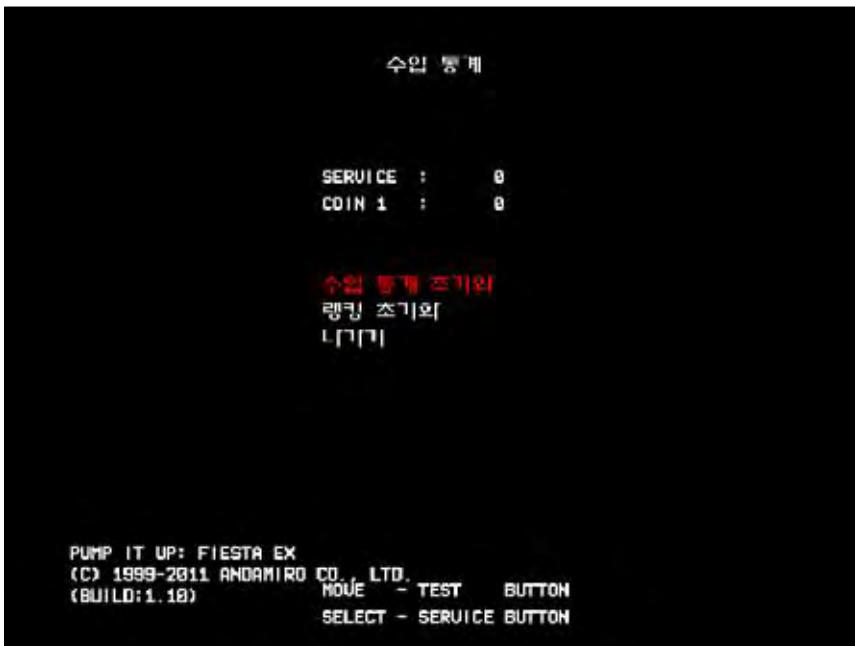 수입 통계
SERVICE : 0
COIN 1 : 0
수입 통계 초기화
랭킹 초기화
나가기
PUMP IT UP: FIESTA EX
(C) 1999-2011 ANDAMIRO CO., LTD.
(BUILD:1.10)
MOVE - TEST BUTTON
SELECT - SERVICE BUTTON